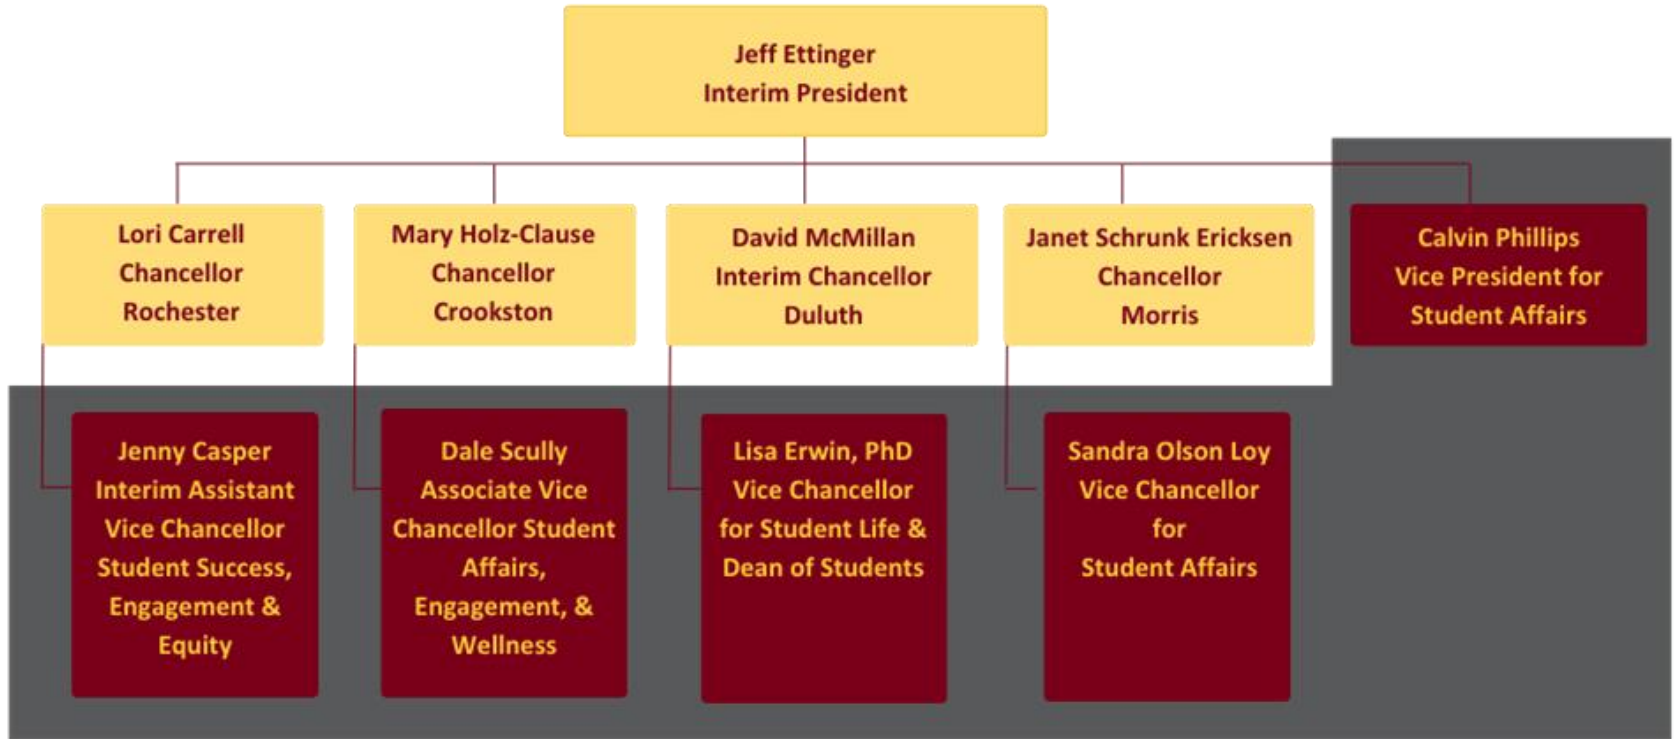 Jeff Ettinger
Interim President
Lori Carrell
Chancellor
Rochester
Mary Holz-Clause
Chancellor
Crookston
David McMillan
Interim Chancellor
Duluth
Janet Schrunk Ericksen
Chancellor
Morris
Calvin Phillips
Vice President for
Student Affairs
Jenny Casper
Interim Assistant
Vice Chancellor
Student Success,
Engagement &
Equity
Dale Scully
Associate Vice
Chancellor Student
Affairs,
Engagement, &
Wellness
Lisa Erwin, PhD
Vice Chancellor
for Student Life &
Dean of Students
Sandra Olson Loy
Vice Chancellor
for
Student Affairs